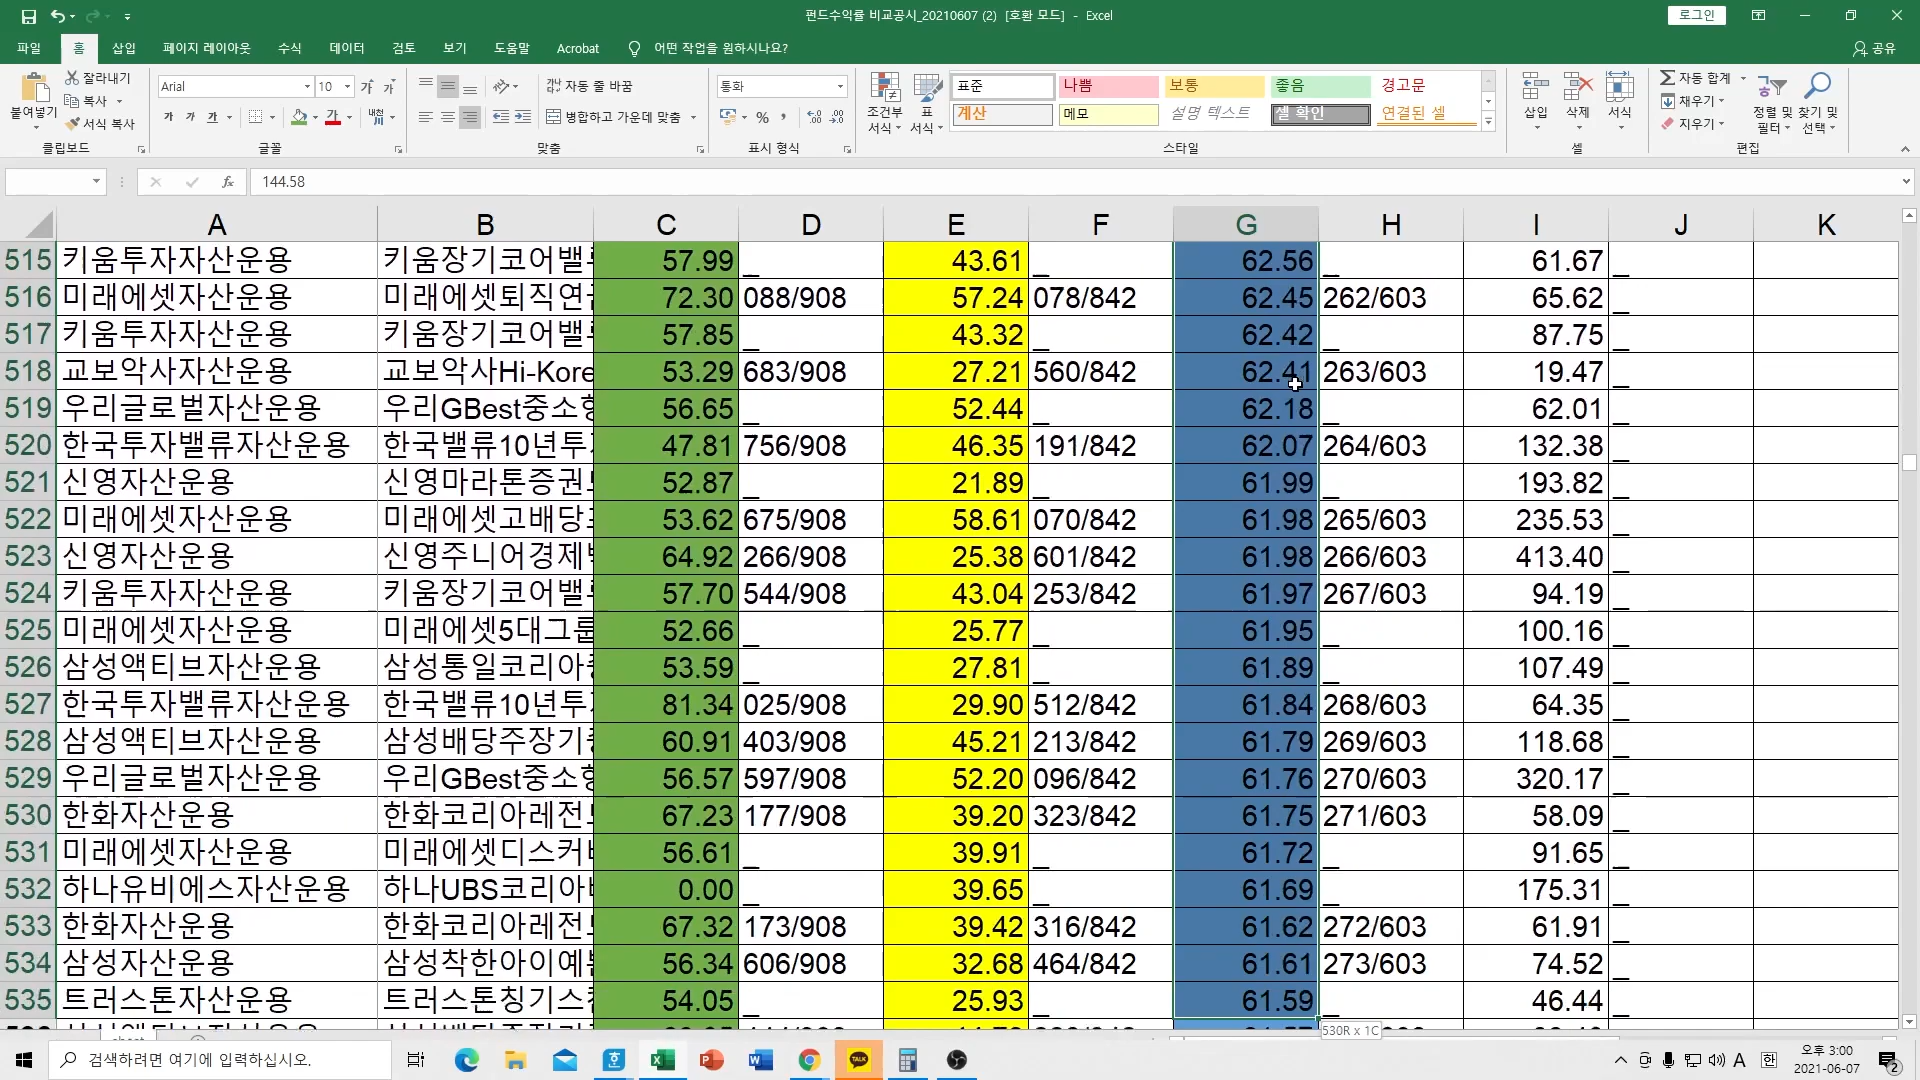 펀드수익률 비교공시_20210607 (2) [호환 모드] - Excel
로그인
파일 홈 삽입 페이지 레이아웃 수식 데이터 검토 보기 도움말 Acrobat 어떤 작업을 원하시나요? 공유
붙여넣기 잘라내기 복사 서식 복사 클립보드
Arial 10 가 가 가 가 가 가 내천 글꼴
자동 줄 바꿈 병합하고 가운데 맞춤 맞춤
통화 % 표시 형식
조건부 서식 표 서식
표준 나쁨 보통 좋음 경고문
계산 메모 설명 텍스트 셀 확인 연결된 셀
스타일
삽입 삭제 서식 셀
자동 합계 채우기 지우기 정렬 및 필터 찾기 및 선택 편집
fx 144.58
A B C D E F G H I J K
515 키움투자자산운용 키움장기코어밸류 57.99 _ 43.61 _ 62.56 _ 61.67 _
516 미래에셋자산운용 미래에셋퇴직연금 72.30 088/908 57.24 078/842 62.45 262/603 65.62 _
517 키움투자자산운용 키움장기코어밸류 57.85 _ 43.32 _ 62.42 _ 87.75 _
518 교보악사자산운용 교보악사Hi-Kore 53.29 683/908 27.21 560/842 62.41 263/603 19.47 _
519 우리글로벌자산운용 우리GBest중소형 56.65 _ 52.44 _ 62.18 _ 62.01 _
520 한국투자밸류자산운용 한국밸류10년투자 47.81 756/908 46.35 191/842 62.07 264/603 132.38 _
521 신영자산운용 신영마라톤증권 52.87 _ 21.89 _ 61.99 _ 193.82 _
522 미래에셋자산운용 미래에셋고배당 53.62 675/908 58.61 070/842 61.98 265/603 235.53 _
523 신영자산운용 신영주니어경제 64.92 266/908 25.38 601/842 61.98 266/603 413.40 _
524 키움투자자산운용 키움장기코어밸류 57.70 544/908 43.04 253/842 61.97 267/603 94.19 _
525 미래에셋자산운용 미래에셋5대그룹 52.66 _ 25.77 _ 61.95 _ 100.16 _
526 삼성액티브자산운용 삼성통일코리아 53.59 _ 27.81 _ 61.89 _ 107.49 _
527 한국투자밸류자산운용 한국밸류10년투자 81.34 025/908 29.90 512/842 61.84 268/603 64.35 _
528 삼성액티브자산운용 삼성배당주장기 60.91 403/908 45.21 213/842 61.79 269/603 118.68 _
529 우리글로벌자산운용 우리GBest중소형 56.57 597/908 52.20 096/842 61.76 270/603 320.17 _
530 한화자산운용 한화코리아레전드 67.23 177/908 39.20 323/842 61.75 271/603 58.09 _
531 미래에셋자산운용 미래에셋디스커버 56.61 _ 39.91 _ 61.72 _ 91.65 _
532 하나유비에스자산운용 하나UBS코리아 0.00 _ 39.65 _ 61.69 _ 175.31 _
533 한화자산운용 한화코리아레전드 67.32 173/908 39.42 316/842 61.62 272/603 61.91 _
534 삼성자산운용 삼성착한아이예쁜 56.34 606/908 32.68 464/842 61.61 273/603 74.52 _
535 트러스톤자산운용 트러스톤칭기스칸 54.05 _ 25.93 _ 61.59 _ 46.44 _
530R x 1C
검색하려면 여기에 입력하십시오.
TALK
A 한
오후 3:00
2021-06-07
2